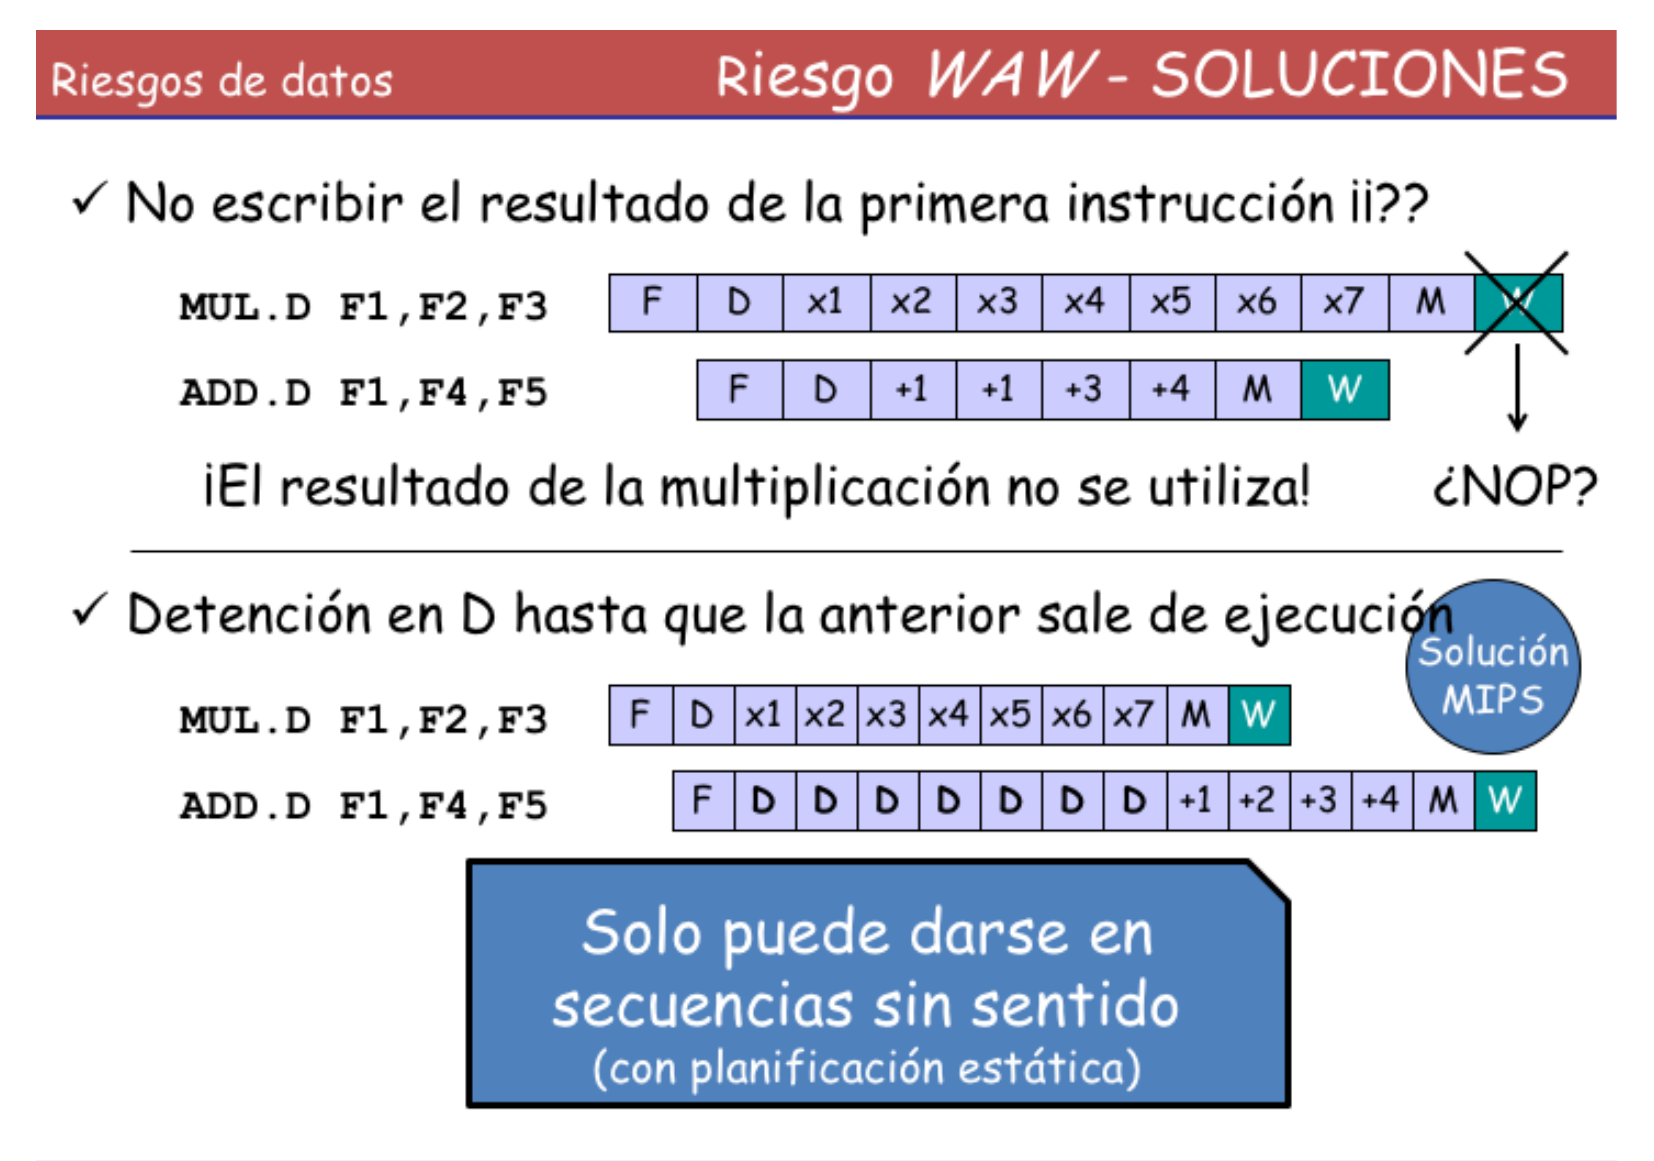 Riesgos de datos
Riesgo WAW - SOLUCIONES
✓ No escribir el resultado de la primera instrucción ¡¡??
MUL.D F1,F2,F3 F D x1 x2 x3 x4 x5 x6 x7 M W
ADD.D F1,F4,F5 F D +1 +1 +3 +4 M W
¡El resultado de la multiplicación no se utiliza! ¿NOP?
✓ Detención en D hasta que la anterior sale de ejecución
Solución
MIPS
MUL.D F1,F2,F3 F D x1 x2 x3 x4 x5 x6 x7 M W
ADD.D F1,F4,F5 F D D D D D D D +1 +2 +3 +4 M W
Solo puede darse en
secuencias sin sentido
(con planificación estática)